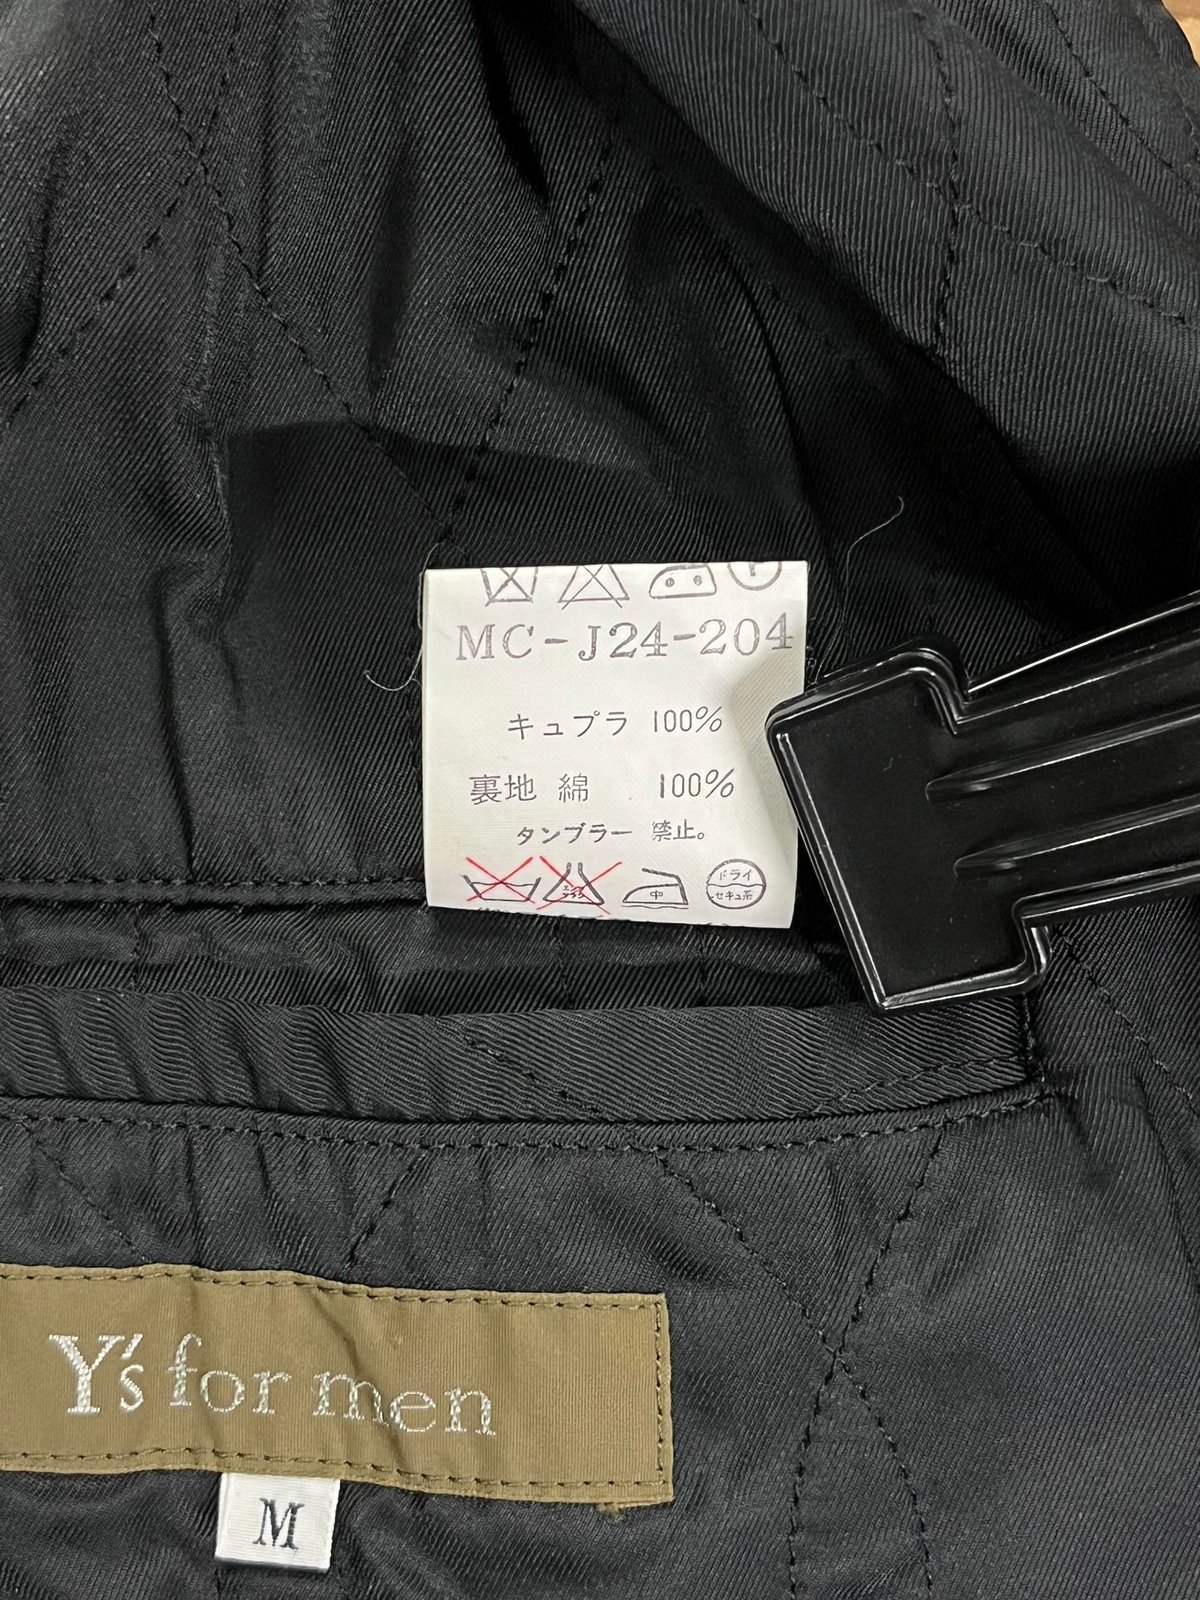 MC-J24-204
キュプラ 100%
裏地 綿 100%
タンブラー 禁止。
中
ドライ
セキュ系
Y's for men
M